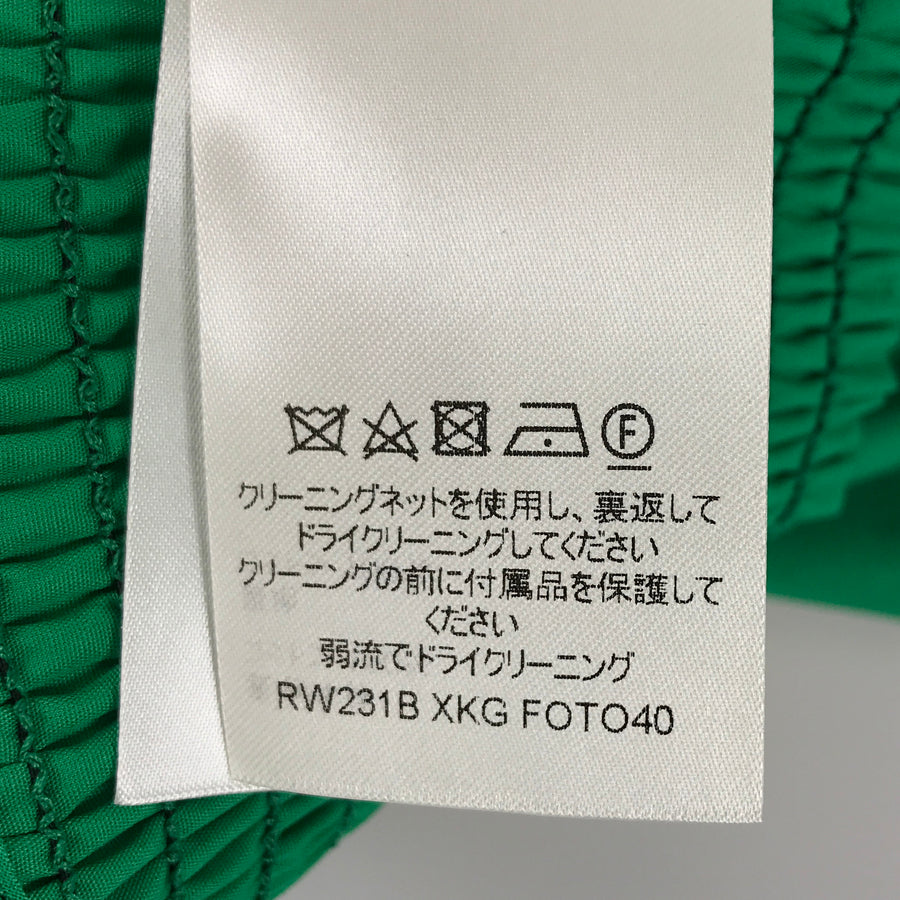 F
クリーニングネットを使用し、裏返して
ドライクリーニングしてください
クリーニングの前に付属品を保護して
ください
弱流でドライクリーニング
RW231B XKG FOTO40